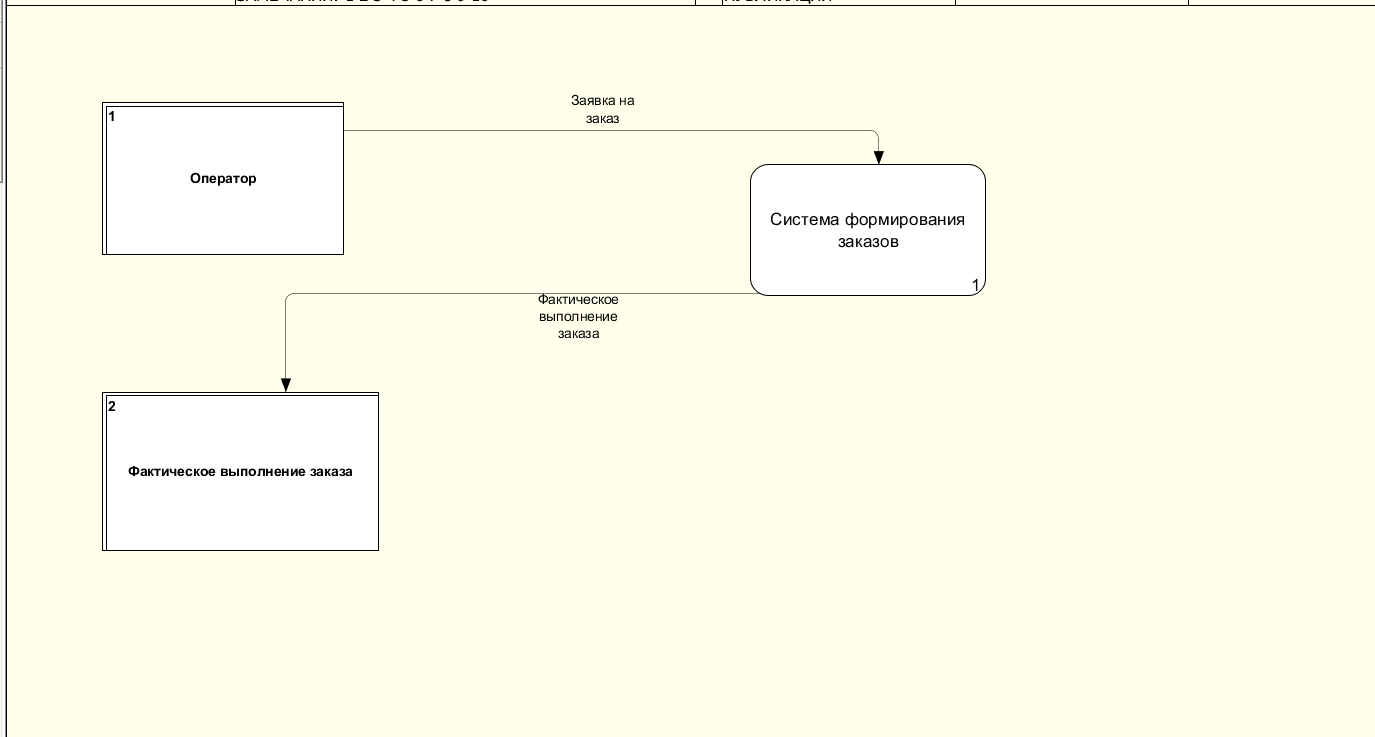 1
Оператор
Заявка на
заказ
Система формирования
заказов
1
Фактическое
выполнение
заказа
2
Фактическое выполнение заказа